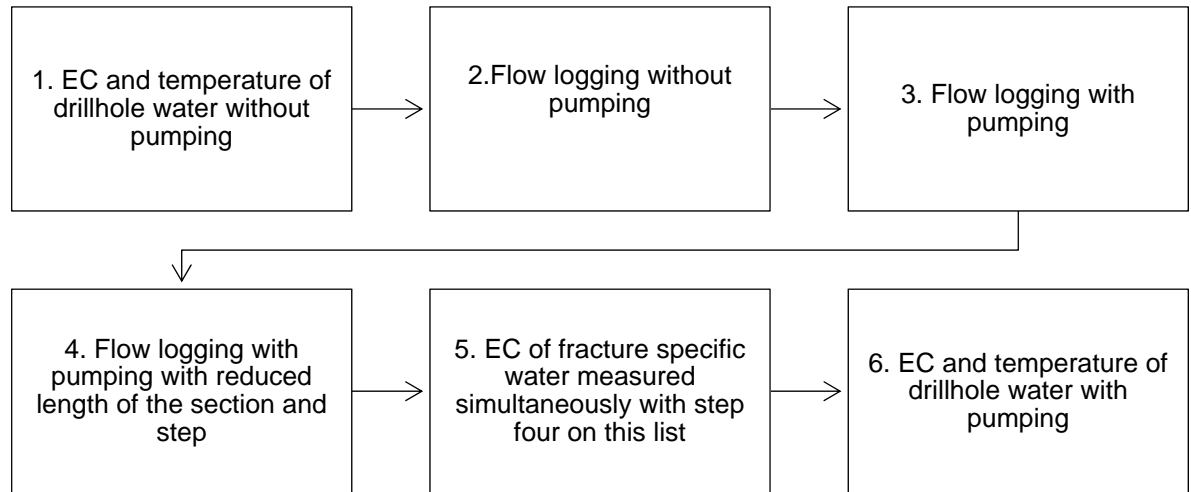 1. EC and temperature of
drillhole water without
pumping
2.Flow logging without
pumping
3. Flow logging with
pumping
4. Flow logging with
pumping with reduced
length of the section and
step
5. EC of fracture specific
water measured
simultaneously with step
four on this list
6. EC and temperature of
drillhole water with
pumping